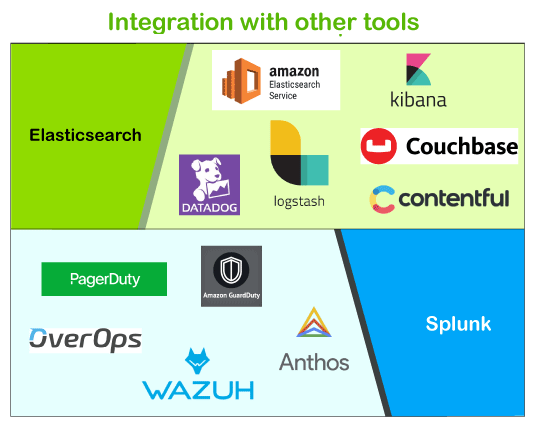 Integration with other tools
Elasticsearch
amazon
Elasticsearch
Service
kibana
Couchbase
DATADOG
logstash
contentful
PagerDuty
Amazon GuardDuty
OverOps
WAZUH
Anthos
Splunk